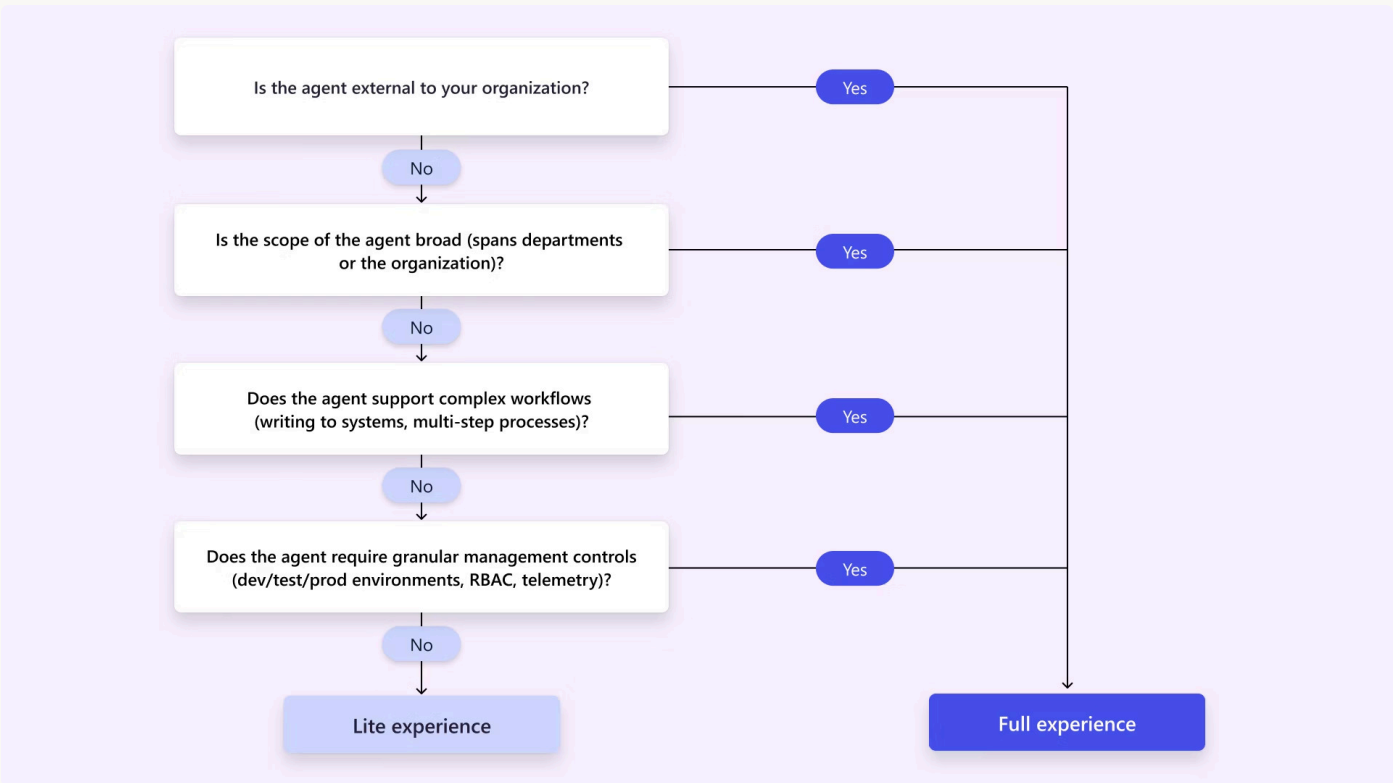 Is the agent external to your organization?
Yes
No
Is the scope of the agent broad (spans departments
or the organization)?
Yes
No
Does the agent support complex workflows
(writing to systems, multi-step processes)?
Yes
No
Does the agent require granular management controls
(dev/test/prod environments, RBAC, telemetry)?
Yes
No
Lite experience
Full experience